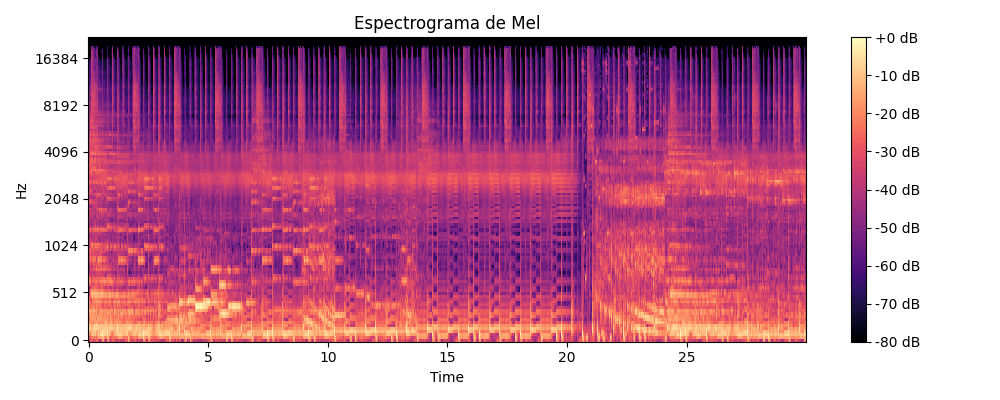 Espectrograma de Mel
Hz
16384
8192
4096
2048
1024
512
0
0 5 10 15 20 25
Time
+0 dB
-10 dB
-20 dB
-30 dB
-40 dB
-50 dB
-60 dB
-70 dB
-80 dB